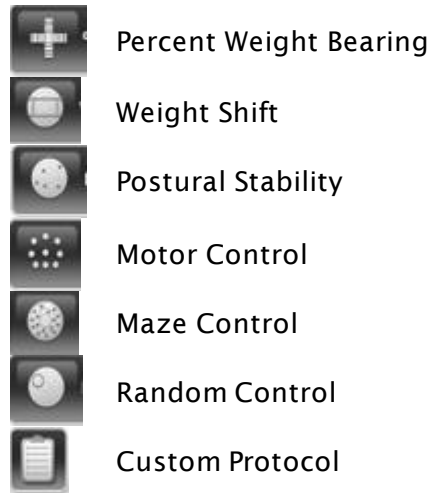 Percent Weight Bearing
Weight Shift
Postural Stability
Motor Control
Maze Control
Random Control
Custom Protocol